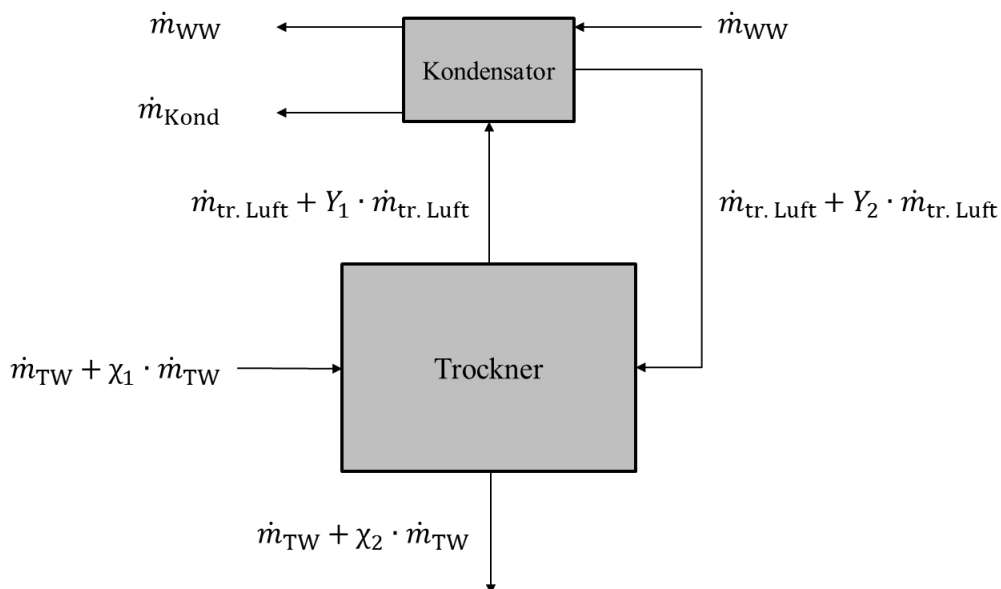 ṁ_WW
ṁ_WW
Kondensator
ṁ_Kond
ṁ_tr. Luft + Y_1 · ṁ_tr. Luft
ṁ_tr. Luft + Y_2 · ṁ_tr. Luft
ṁ_TW + χ_1 · ṁ_TW
Trockner
ṁ_TW + χ_2 · ṁ_TW